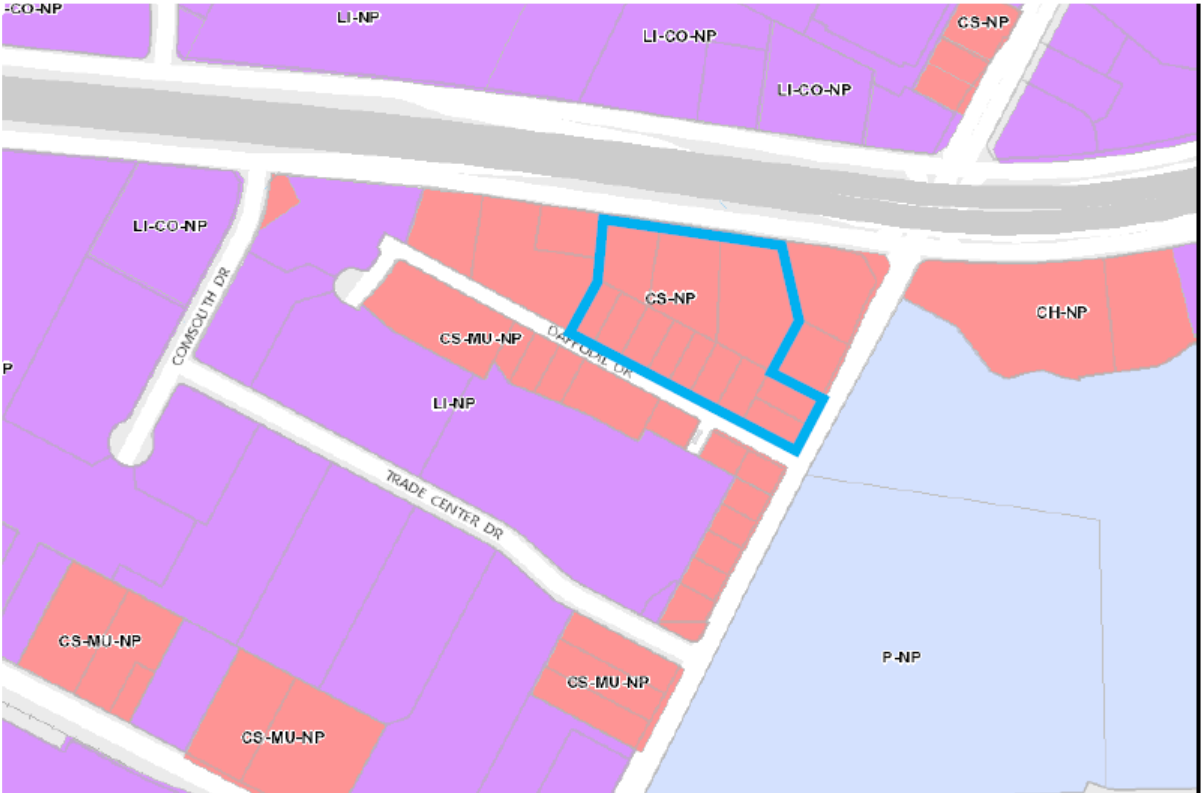 -CO-NP
LI-NP
LI-CO-NP
CS-NP
LI-CO-NP
LI-CO-NP
COMSOUTH DR
CS-NP
CH-NP
CS-MU-NP
DAFFODIL DR
P
LI-NP
TRADE CENTER DR
CS-MU-NP
P-NP
CS-MU-NP
CS-MU-NP